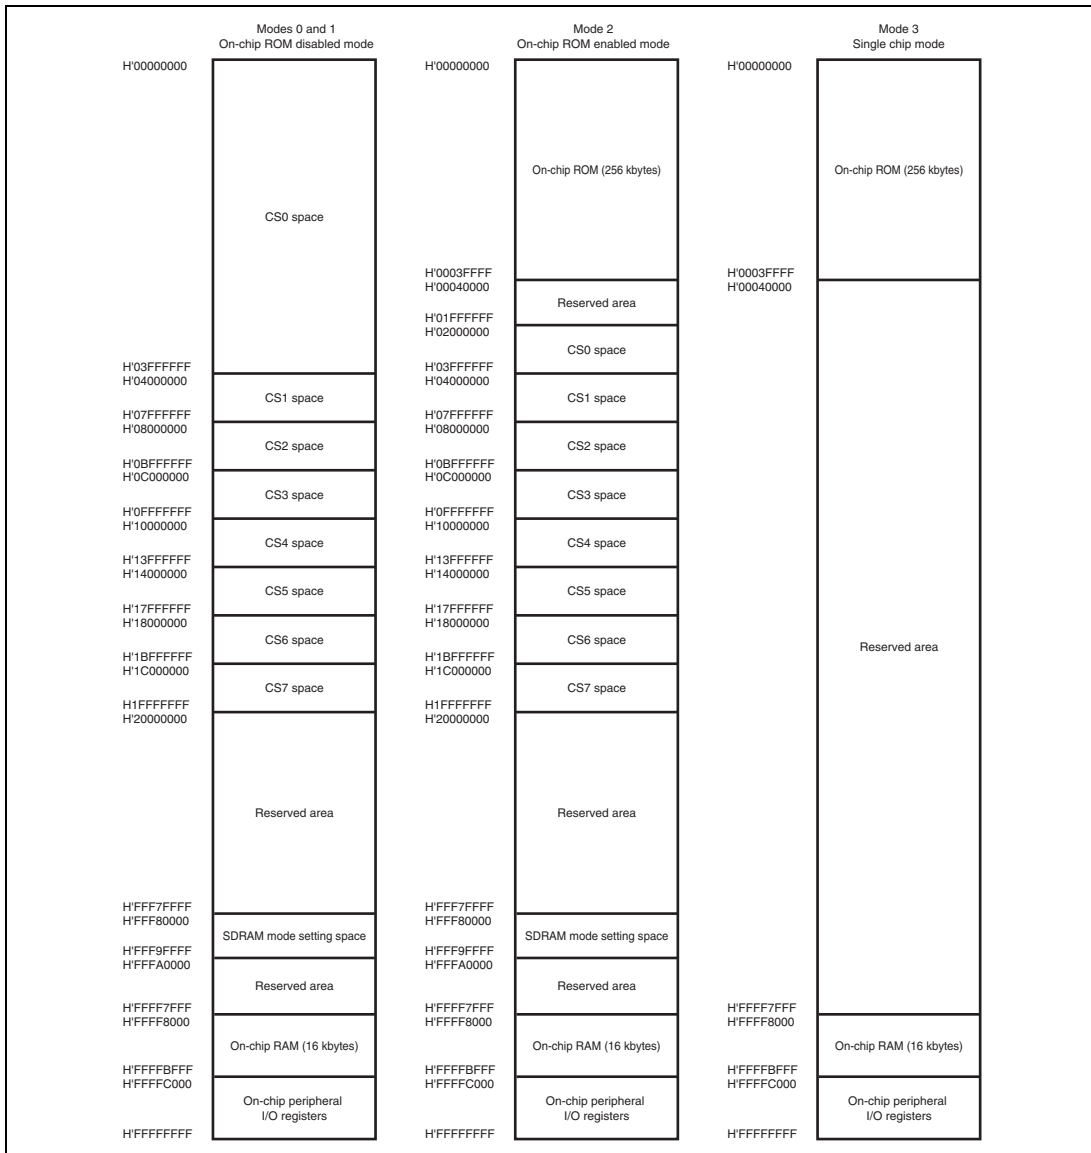 Modes 0 and 1
On-chip ROM disabled mode
H'00000000
CS0 space
H'03FFFFFF
H'04000000
CS1 space
H'07FFFFFF
H'08000000
CS2 space
H'0BFFFFFF
H'0C000000
CS3 space
H'0FFFFFFF
H'10000000
CS4 space
H'13FFFFFF
H'14000000
CS5 space
H'17FFFFFF
H'18000000
CS6 space
H'1BFFFFFF
H'1C000000
CS7 space
H1FFFFFFF
H'20000000
Reserved area
H'FFF7FFFF
H'FFF80000
SDRAM mode setting space
H'FFF9FFFF
H'FFFA0000
Reserved area
H'FFFF7FFF
H'FFFF8000
On-chip RAM (16 kbytes)
H'FFFFBFFF
H'FFFFC000
On-chip peripheral
I/O registers
H'FFFFFFFF
Mode 2
On-chip ROM enabled mode
H'00000000
On-chip ROM (256 kbytes)
H'0003FFFF
H'00040000
Reserved area
H'01FFFFFF
H'02000000
CS0 space
H'03FFFFFF
H'04000000
CS1 space
H'07FFFFFF
H'08000000
CS2 space
H'0BFFFFFF
H'0C000000
CS3 space
H'0FFFFFFF
H'10000000
CS4 space
H'13FFFFFF
H'14000000
CS5 space
H'17FFFFFF
H'18000000
CS6 space
H'1BFFFFFF
H'1C000000
CS7 space
H1FFFFFFF
H'20000000
Reserved area
H'FFF7FFFF
H'FFF80000
SDRAM mode setting space
H'FFF9FFFF
H'FFFA0000
Reserved area
H'FFFF7FFF
H'FFFF8000
On-chip RAM (16 kbytes)
H'FFFFBFFF
H'FFFFC000
On-chip peripheral
I/O registers
H'FFFFFFFF
Mode 3
Single chip mode
H'00000000
On-chip ROM (256 kbytes)
H'0003FFFF
H'00040000
Reserved area
H'FFFF7FFF
H'FFFF8000
On-chip RAM (16 kbytes)
H'FFFFBFFF
H'FFFFC000
On-chip peripheral
I/O registers
H'FFFFFFFF